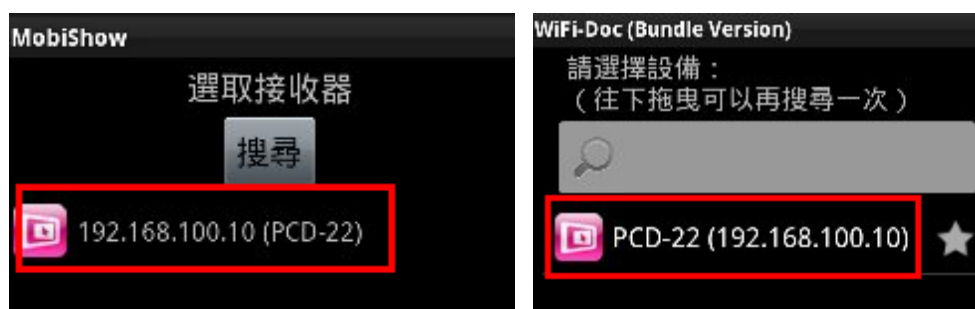 MobiShow
選取接收器
搜尋
192.168.100.10 (PCD-22)
WiFi-Doc (Bundle Version)
請選擇設備：
（往下拖曳可以再搜尋一次）
PCD-22 (192.168.100.10)